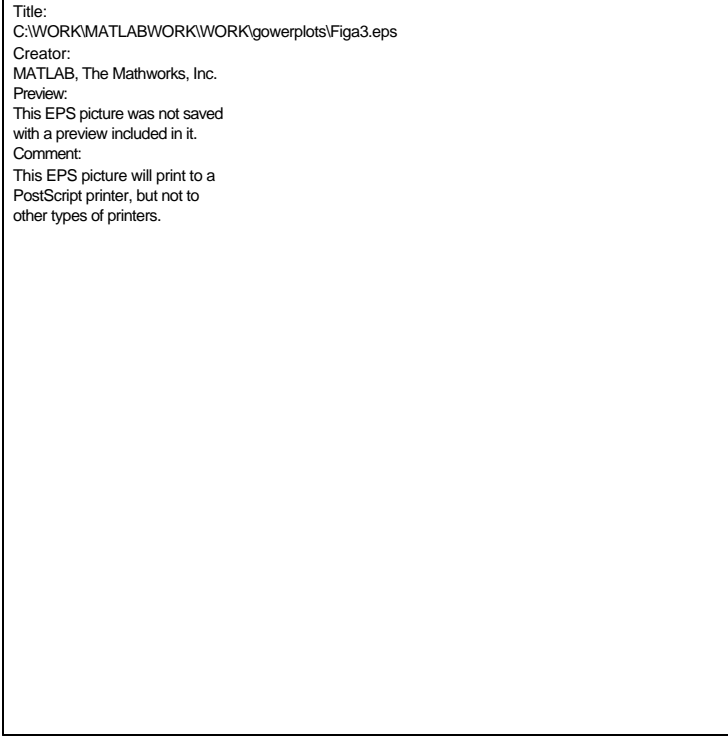 Title:
C:\WORK\MATLABWORK\WORK\gowerplots\Figa3.eps
Creator:
MATLAB, The Mathworks, Inc.
Preview:
This EPS picture was not saved
with a preview included in it.
Comment:
This EPS picture will print to a
PostScript printer, but not to
other types of printers.